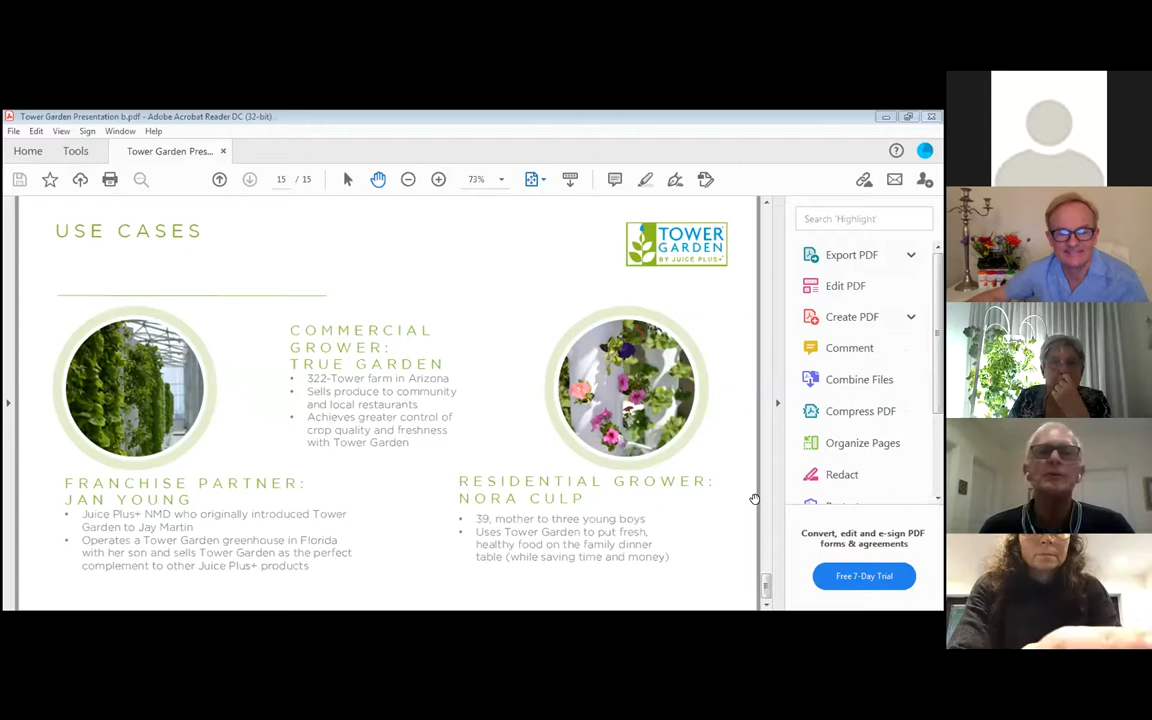 Tower Garden Presentation b.pdf - Adobe Acrobat Reader DC (32-bit)
File Edit View Sign Window Help
Home Tools Tower Garden Pres... ×
15 / 15 73%
USE CASES
TOWER
GARDEN
BY JUICE PLUS+
COMMERCIAL
GROWER:
TRUE GARDEN
• 322-Tower farm in Arizona
• Sells produce to community
and local restaurants
• Achieves greater control of
crop quality and freshness
with Tower Garden
FRANCHISE PARTNER:
JAN YOUNG
• Juice Plus+ NMD who originally introduced Tower
Garden to Jay Martin
• Operates a Tower Garden greenhouse in Florida
with her son and sells Tower Garden as the perfect
complement to other Juice Plus+ products
RESIDENTIAL GROWER:
NORA CULP
• 39, mother to three young boys
• Uses Tower Garden to put fresh,
healthy food on the family dinner
table (while saving time and money)
Search 'Highlight'
Export PDF
Edit PDF
Create PDF
Comment
Combine Files
Compress PDF
Organize Pages
Redact
Convert, edit and e-sign PDF
forms & agreements
Free 7-Day Trial